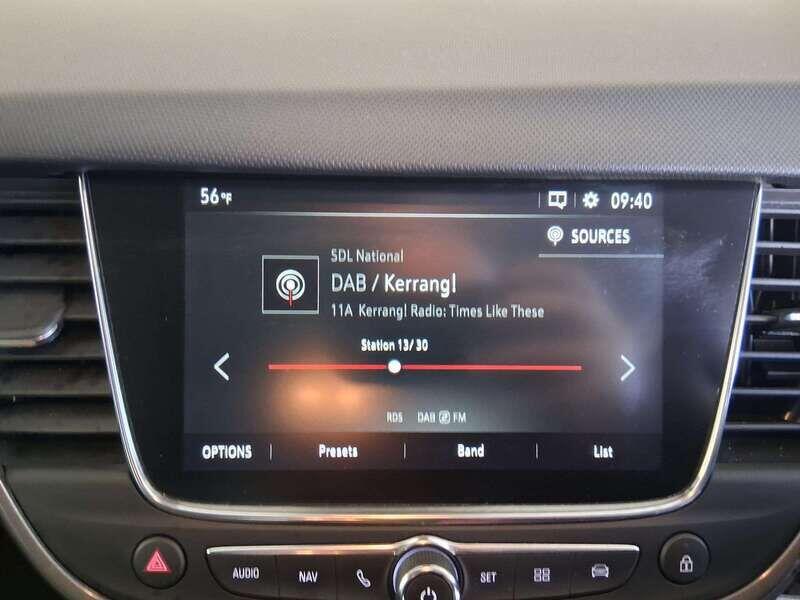 56°F 09:40
SOURCES
SDL National
DAB / Kerrang!
11A Kerrang! Radio: Times Like These
Station 13/30
RDS DAB FM
OPTIONS Presets Band List
AUDIO NAV SET